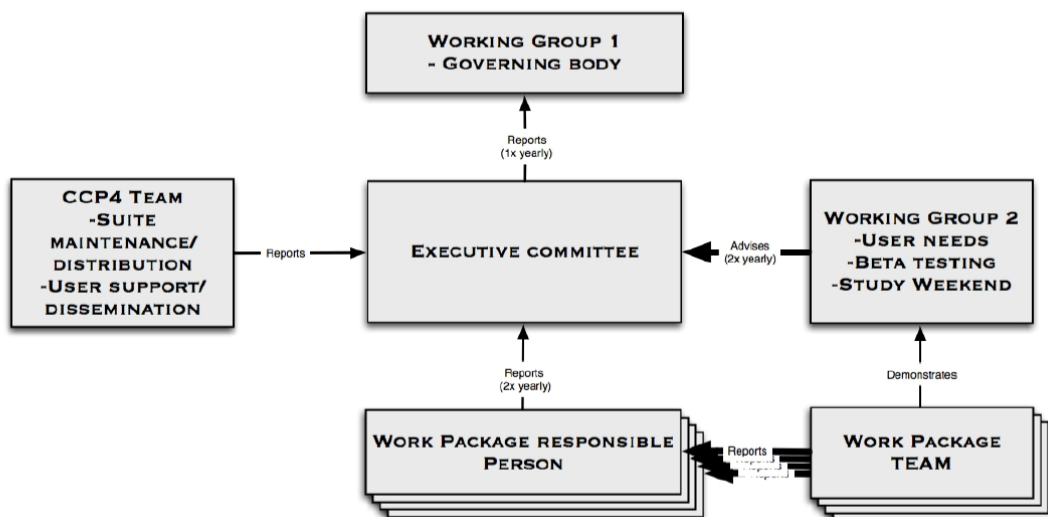 WORKING GROUP 1
- GOVERNING BODY
Reports
(1x yearly)
CCP4 TEAM
-SUITE
MAINTENANCE/
DISTRIBUTION
-USER SUPPORT/
DISSEMINATION
Reports
EXECUTIVE COMMITTEE
Advises
(2x yearly)
WORKING GROUP 2
-USER NEEDS
-BETA TESTING
-STUDY WEEKEND
Reports
(2x yearly)
Demonstrates
WORK PACKAGE RESPONSIBLE
PERSON
Reports
WORK PACKAGE
TEAM